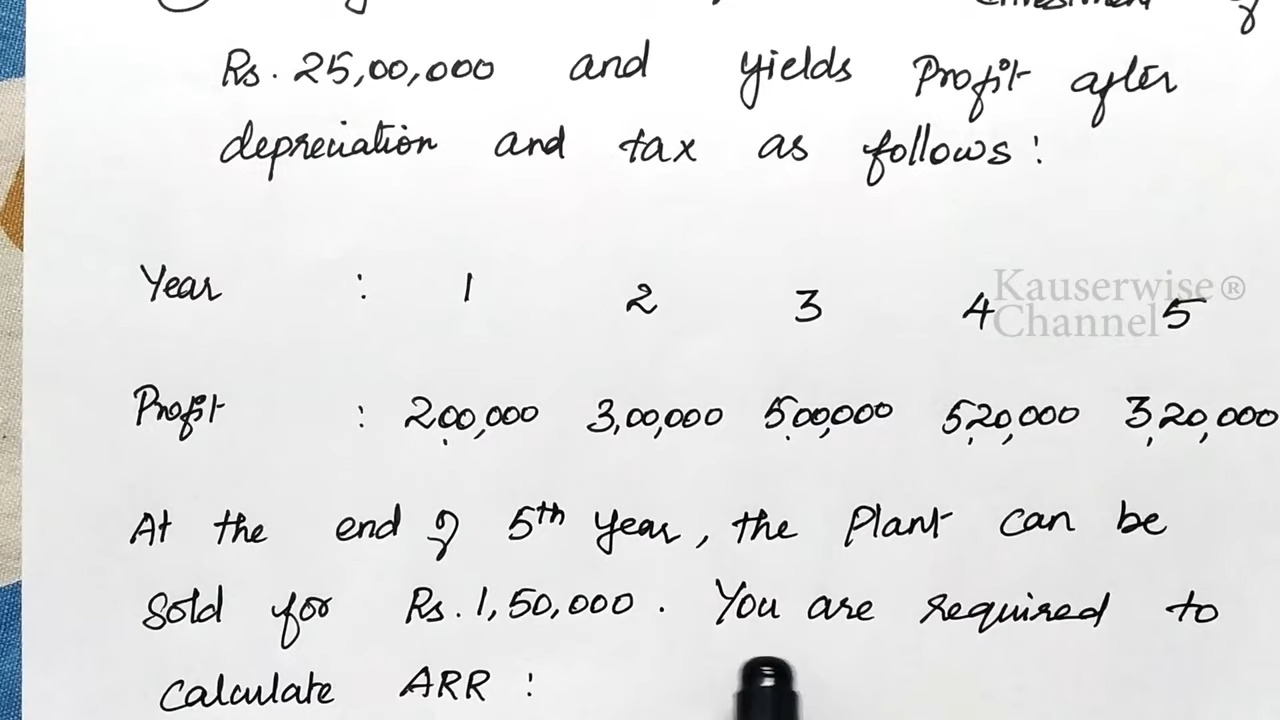 Rs. 25,00,000 and yields Profit after
depreciation and tax as follows:
Year : 1 2 3 4 5
Kauserwise®
Channel
Profit : 2,00,000 3,00,000 5,00,000 5,20,000 3,20,000
At the end of 5th year, the Plant can be
Sold for Rs. 1,50,000. You are required to
calculate ARR: